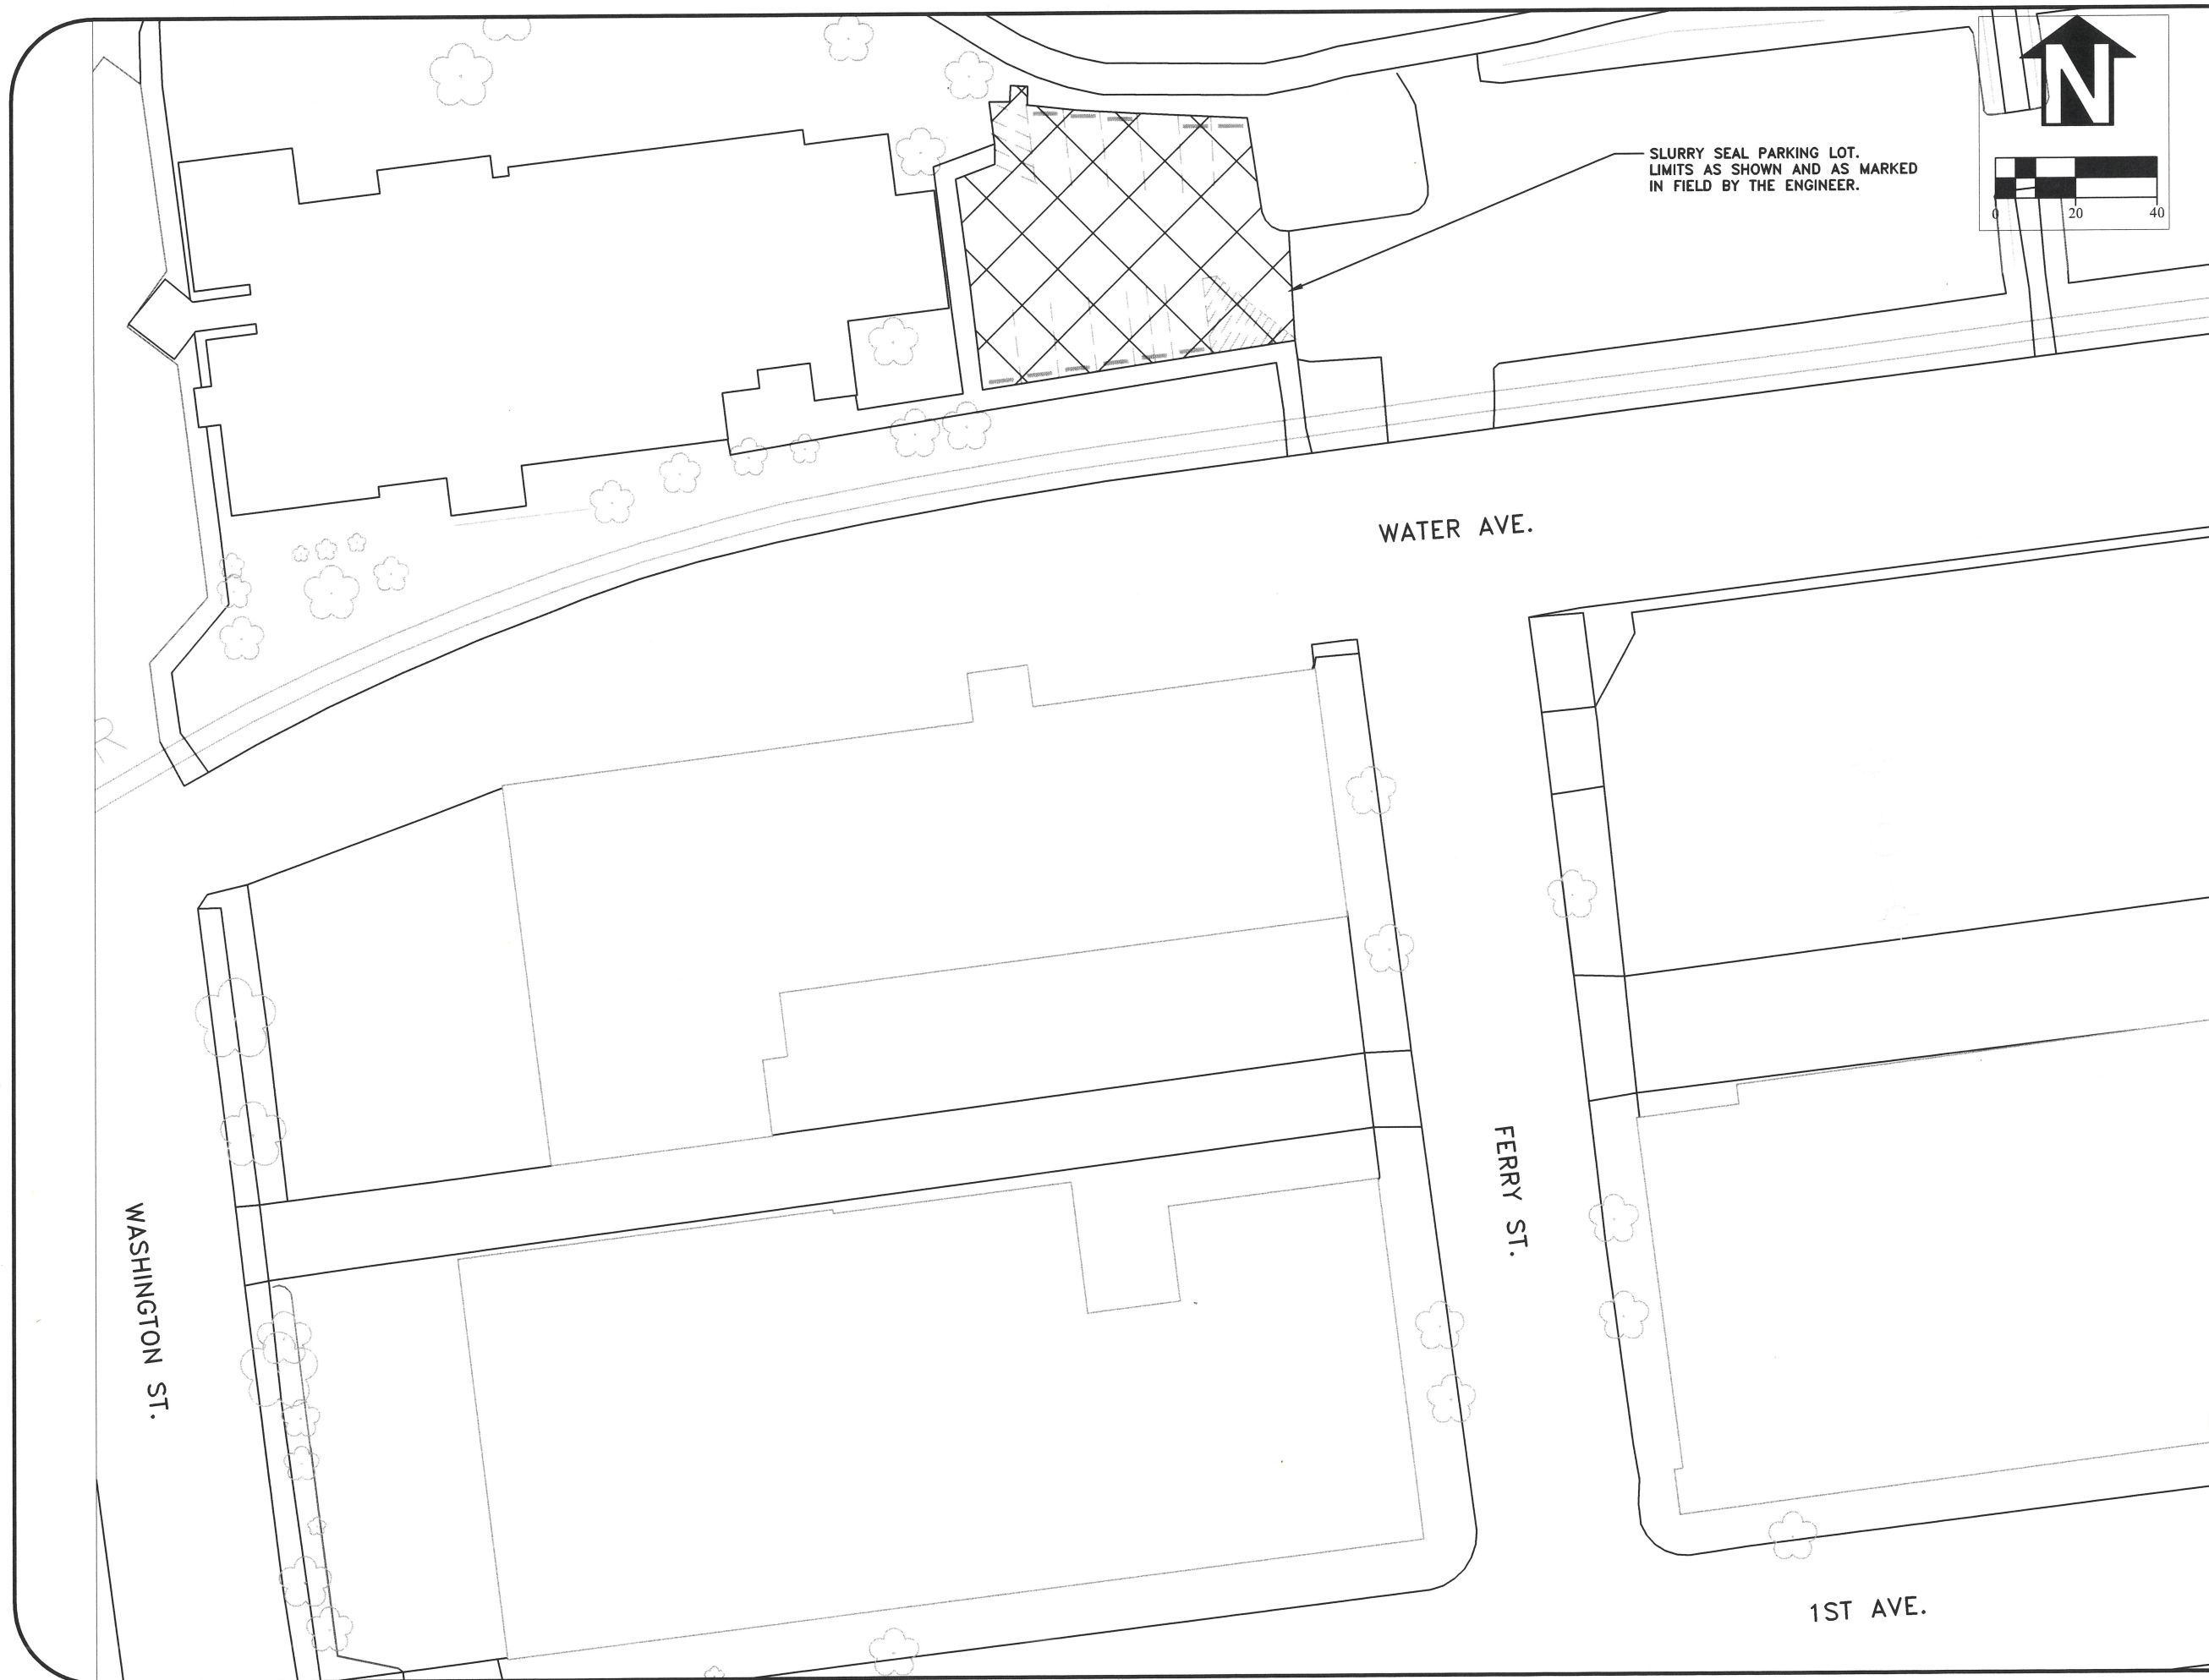 N
SLURRY SEAL PARKING LOT.
LIMITS AS SHOWN AND AS MARKED
IN FIELD BY THE ENGINEER.
0 20 40
WATER AVE.
R
FERRY ST.
WASHINGTON ST.
1ST AVE.